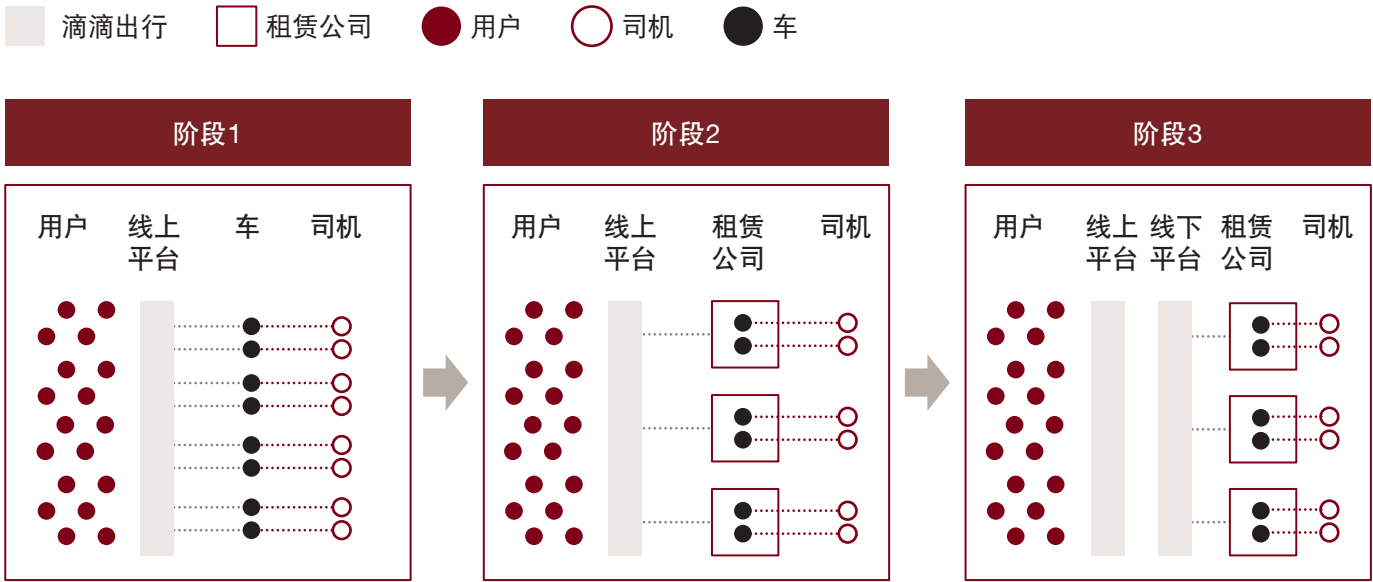 滴滴出行 租赁公司 用户 司机 车
阶段1
用户 线上平台 车 司机
阶段2
用户 线上平台 租赁公司 司机
阶段3
用户 线上平台 线下平台 租赁公司 司机